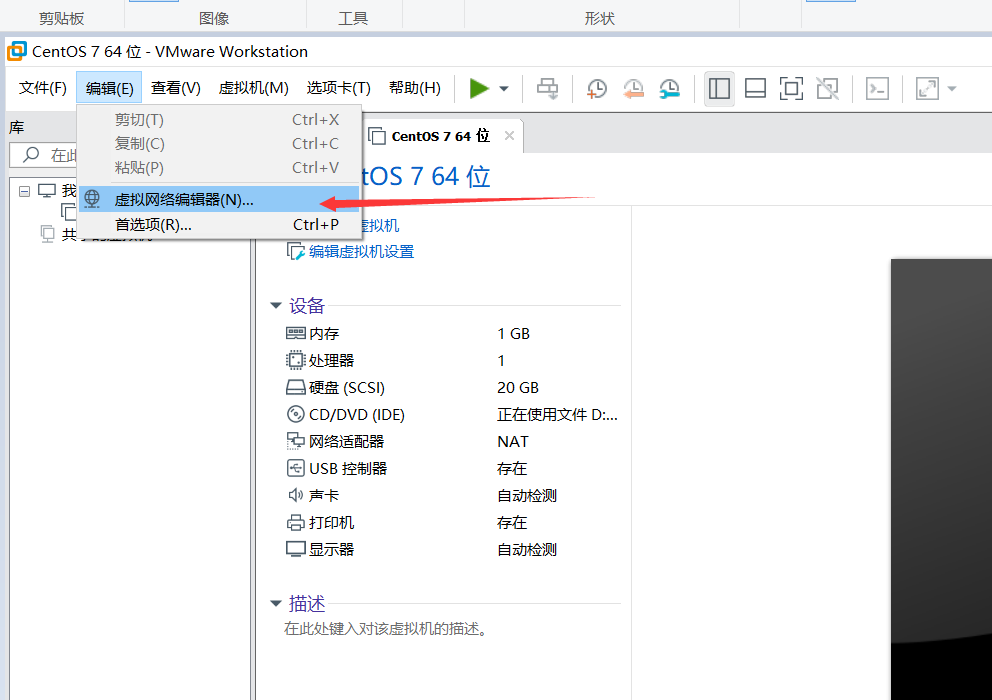 剪贴板 图像 工具 形状
CentOS 7 64 位 - VMware Workstation
文件(F) 编辑(E) 查看(V) 虚拟机(M) 选项卡(T) 帮助(H)
库
在此
我
剪切(T) Ctrl+X
复制(C) Ctrl+C
粘贴(P) Ctrl+V
虚拟网络编辑器(N)...
首选项(R)... Ctrl+P
CentOS 7 64 位
tOS 7 64 位
虚拟机
编辑虚拟机设置
设备
内存 1 GB
处理器 1
硬盘 (SCSI) 20 GB
CD/DVD (IDE) 正在使用文件 D:...
网络适配器 NAT
USB 控制器 存在
声卡 自动检测
打印机 存在
显示器 自动检测
描述
在此处键入对该虚拟机的描述。